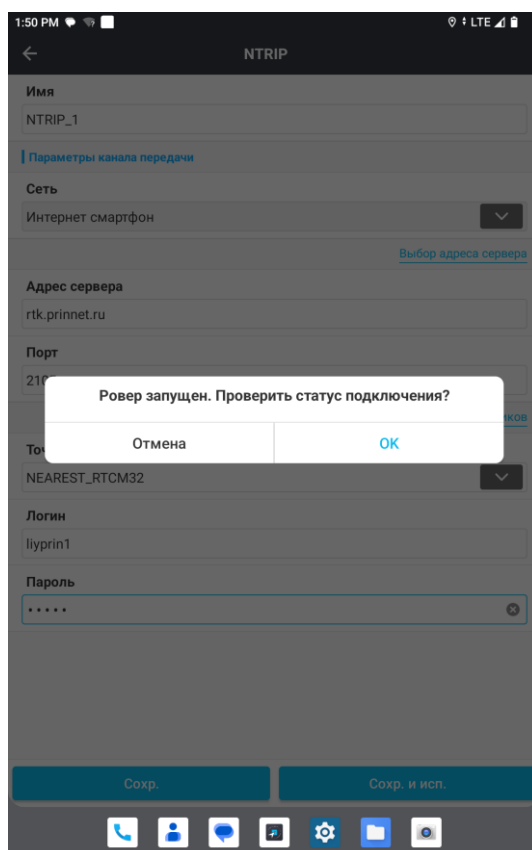 1:50 PM
LTE
NTRIP
Имя
NTRIP_1
Параметры канала передачи
Сеть
Интернет смартфон
Выбор адреса сервера
Адрес сервера
rtk.prinnet.ru
Порт
Ровер запущен. Проверить статус подключения?
Отмена
OK
NEAREST_RTCM32
Логин
liyprin1
Пароль
•••••
Сохр.
Сохр. и исп.